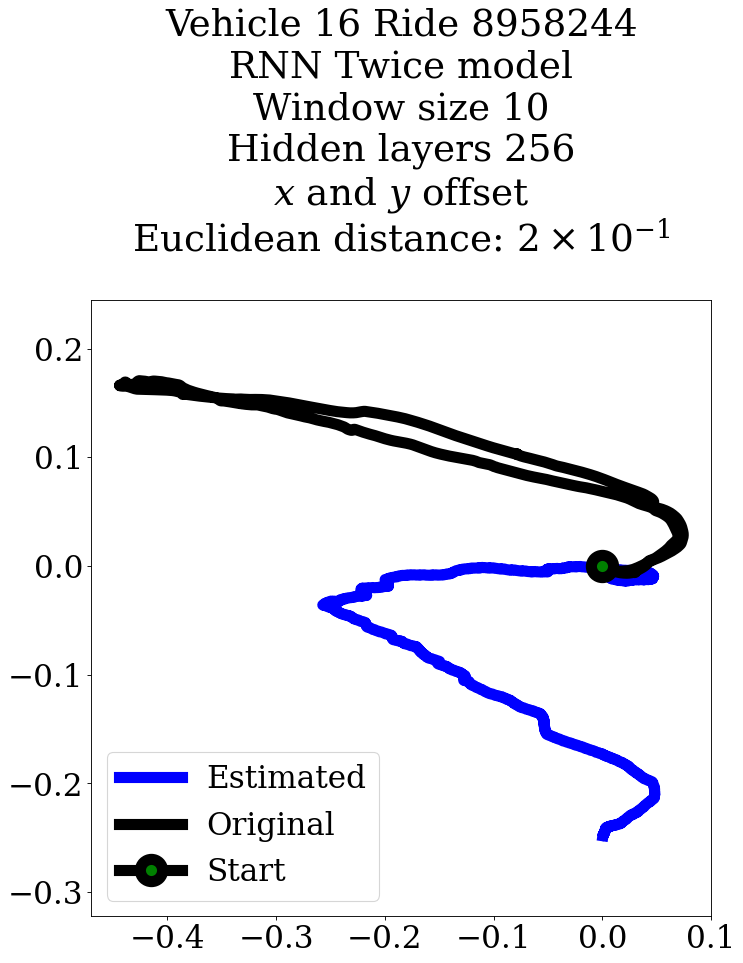 Vehicle 16 Ride 8958244
RNN Twice model
Window size 10
Hidden layers 256
x and y offset
Euclidean distance: 2 × 10⁻¹
0.2
0.1
0.0
−0.1
−0.2
−0.3
Estimated
Original
Start
−0.4 −0.3 −0.2 −0.1 0.0 0.1